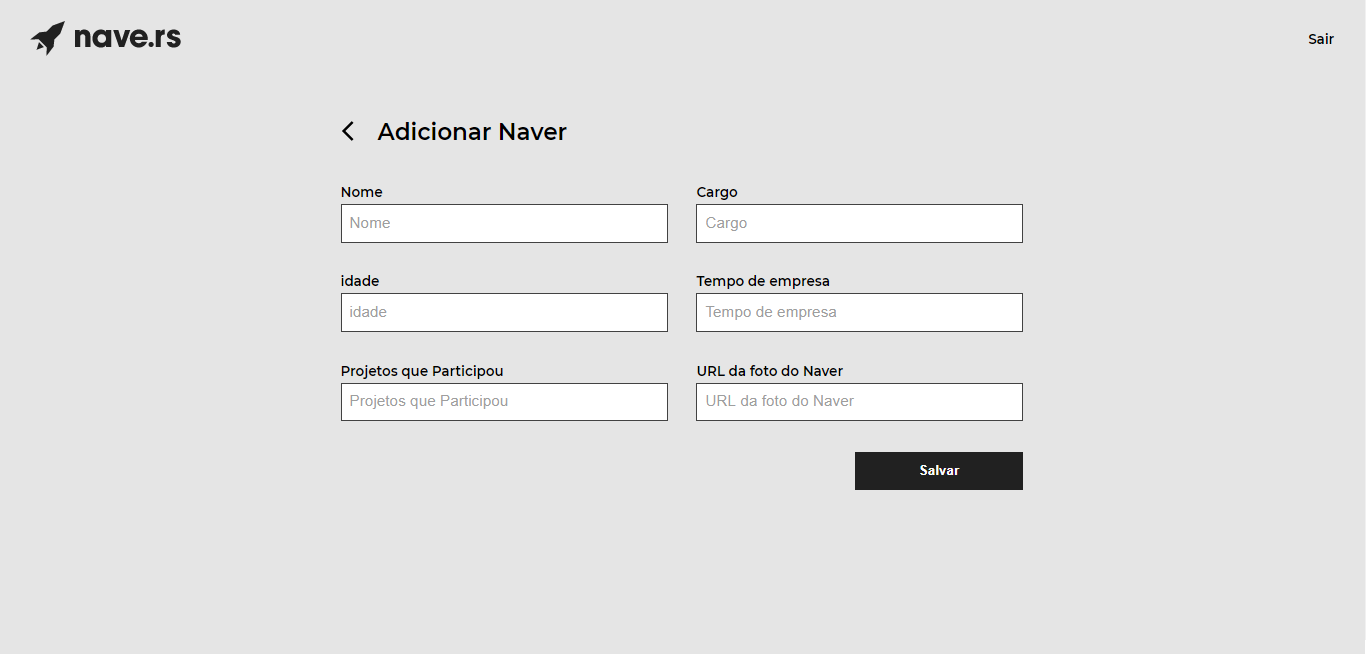 nave.rs
Sair
Adicionar Naver
Nome
Cargo
Nome
Cargo
idade
Tempo de empresa
idade
Tempo de empresa
Projetos que Participou
URL da foto do Naver
Projetos que Participou
URL da foto do Naver
Salvar